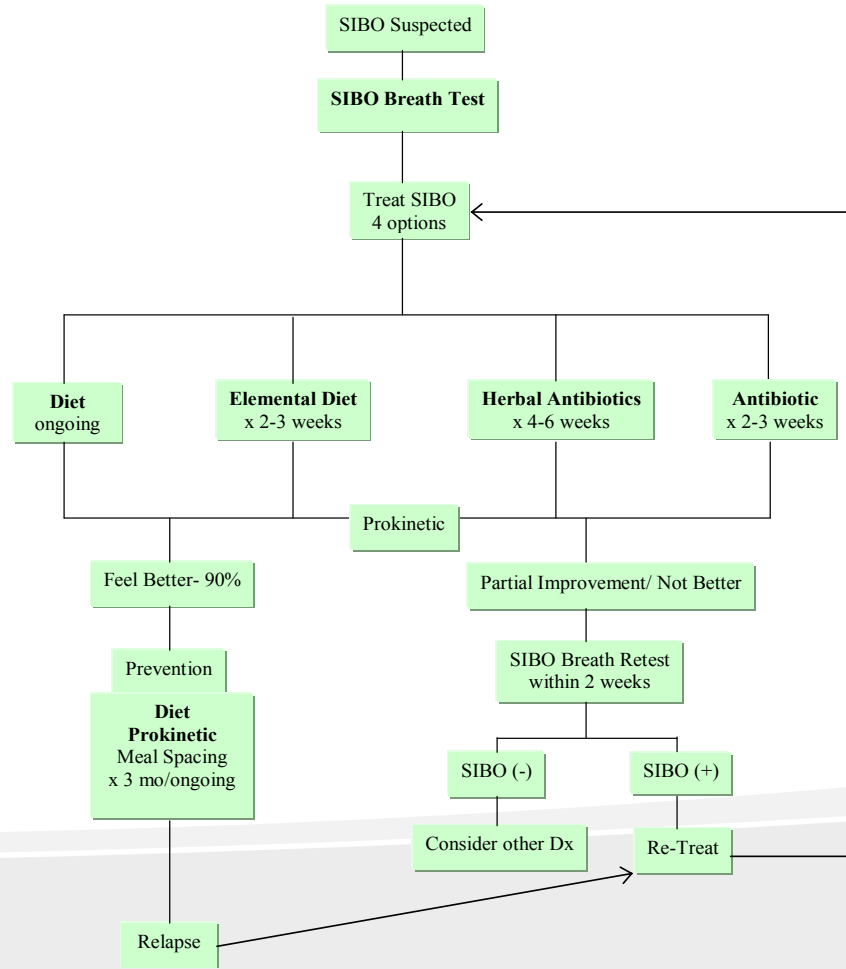 SIBO Suspected
SIBO Breath Test
Treat SIBO
4 options
Diet
ongoing
Elemental Diet
x 2-3 weeks
Herbal Antibiotics
x 4-6 weeks
Antibiotic
x 2-3 weeks
Prokinetic
Feel Better- 90%
Partial Improvement/ Not Better
Prevention
SIBO Breath Retest
within 2 weeks
Diet
Prokinetic
Meal Spacing
x 3 mo/ongoing
SIBO (-)
SIBO (+)
Consider other Dx
Re-Treat
Relapse